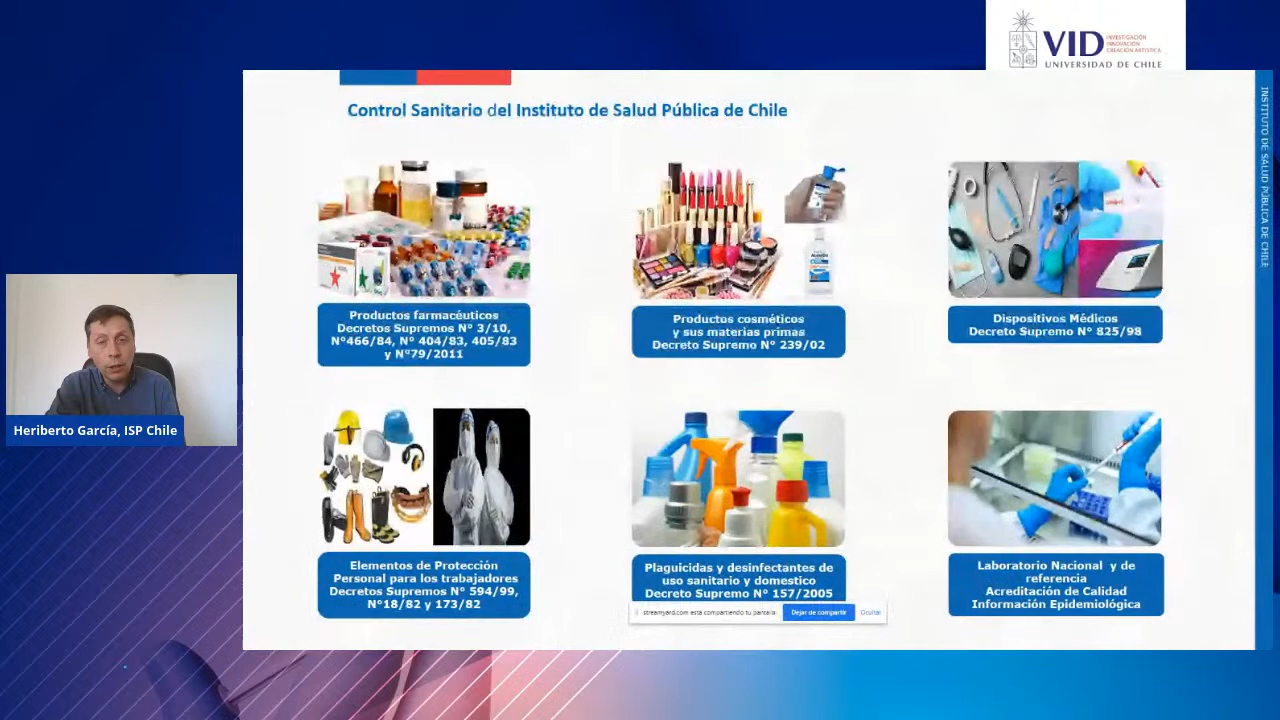 VID
INVESTIGACIÓN
INNOVACIÓN
CREACIÓN ARTÍSTICA
UNIVERSIDAD DE CHILE
INSTITUTO DE SALUD PÚBLICA DE CHILE
Control Sanitario del Instituto de Salud Pública de Chile
Productos farmacéuticos
Decretos Supremos N° 3/10,
N°466/84, N° 404/83, 405/83
y N°79/2011
Productos cosméticos
y sus materias primas
Decreto Supremo N° 239/02
Dispositivos Médicos
Decreto Supremo N° 825/98
Heriberto García, ISP Chile
Elementos de Protección
Personal para los trabajadores
Decretos Supremos N° 594/99,
N°18/82 y 173/82
Plaguicidas y desinfectantes de
uso sanitario y domestico
Decreto Supremo N° 157/2005
Laboratorio Nacional y de
referencia
Acreditación de Calidad
Información Epidemiológica
streamyard.com está compartiendo tu pantalla.
Dejar de compartir
Ocultar